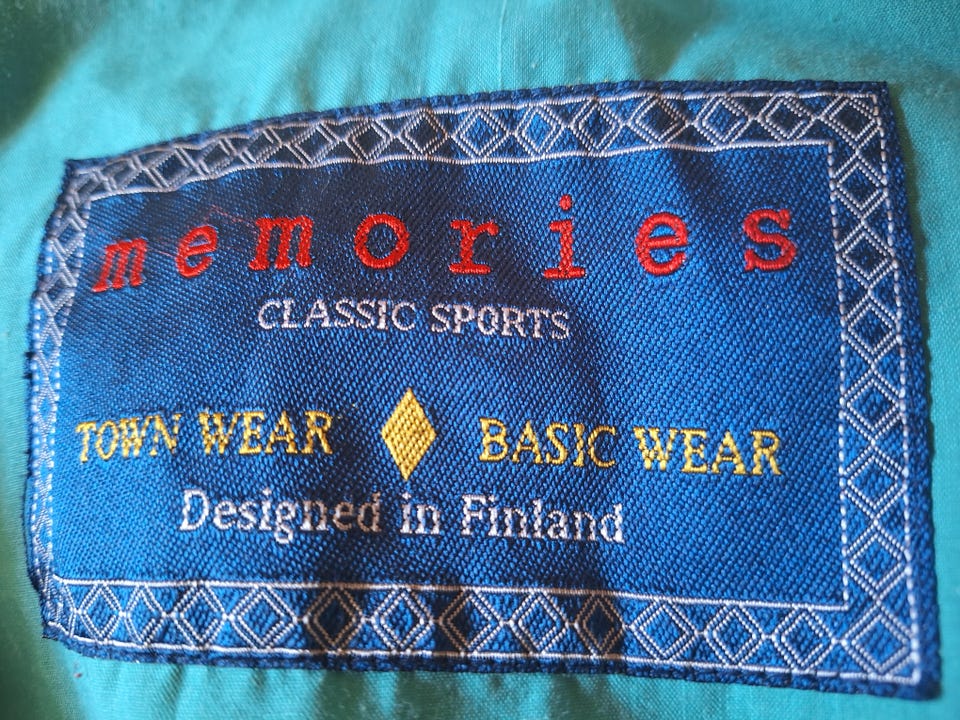 memories
CLASSIC SPORTS
TOWN WEAR ♦ BASIC WEAR
Designed in Finland